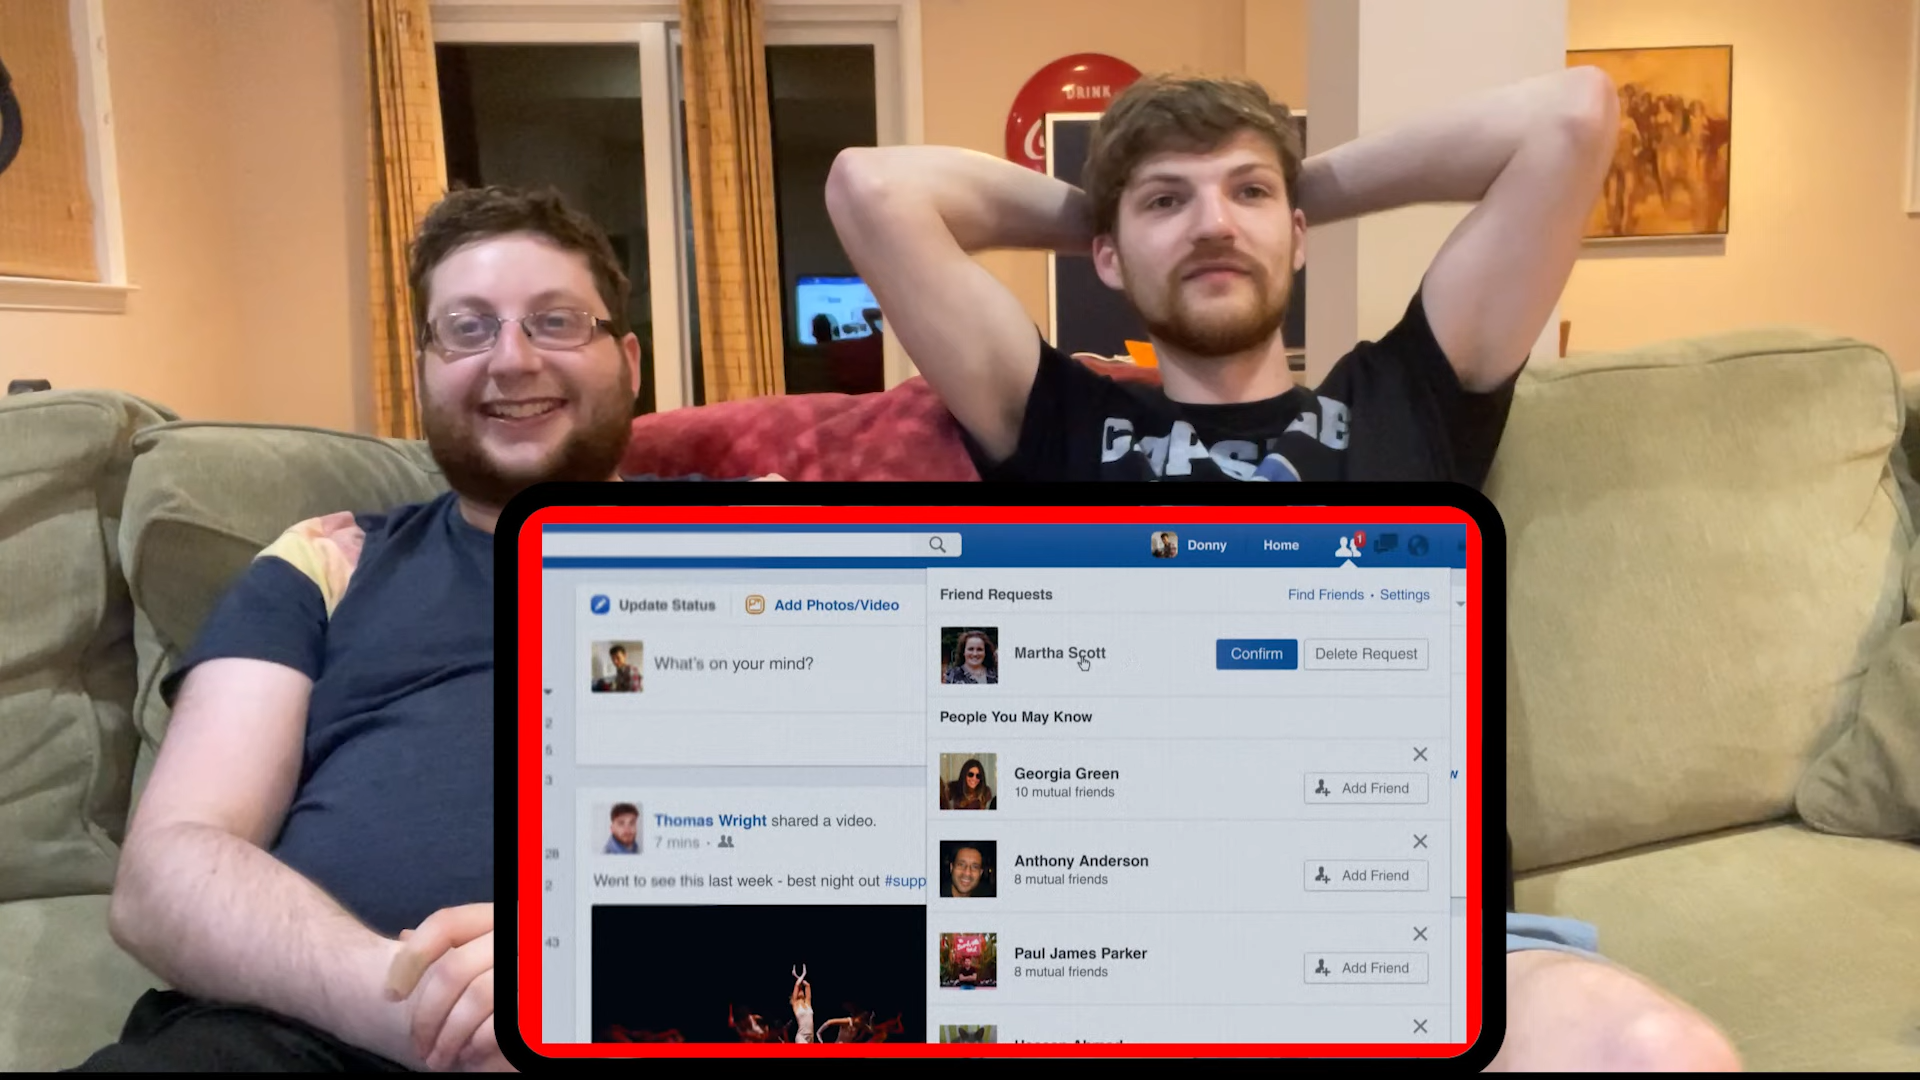 DRINK
Donny
Home
1
Friend Requests
Find Friends · Settings
Update Status
Add Photos/Video
Martha Scott
Confirm
Delete Request
What's on your mind?
People You May Know
Georgia Green
10 mutual friends
Add Friend
Thomas Wright shared a video.
7 mins ·
Anthony Anderson
8 mutual friends
Add Friend
Went to see this last week - best night out #supp
Paul James Parker
8 mutual friends
Add Friend
43